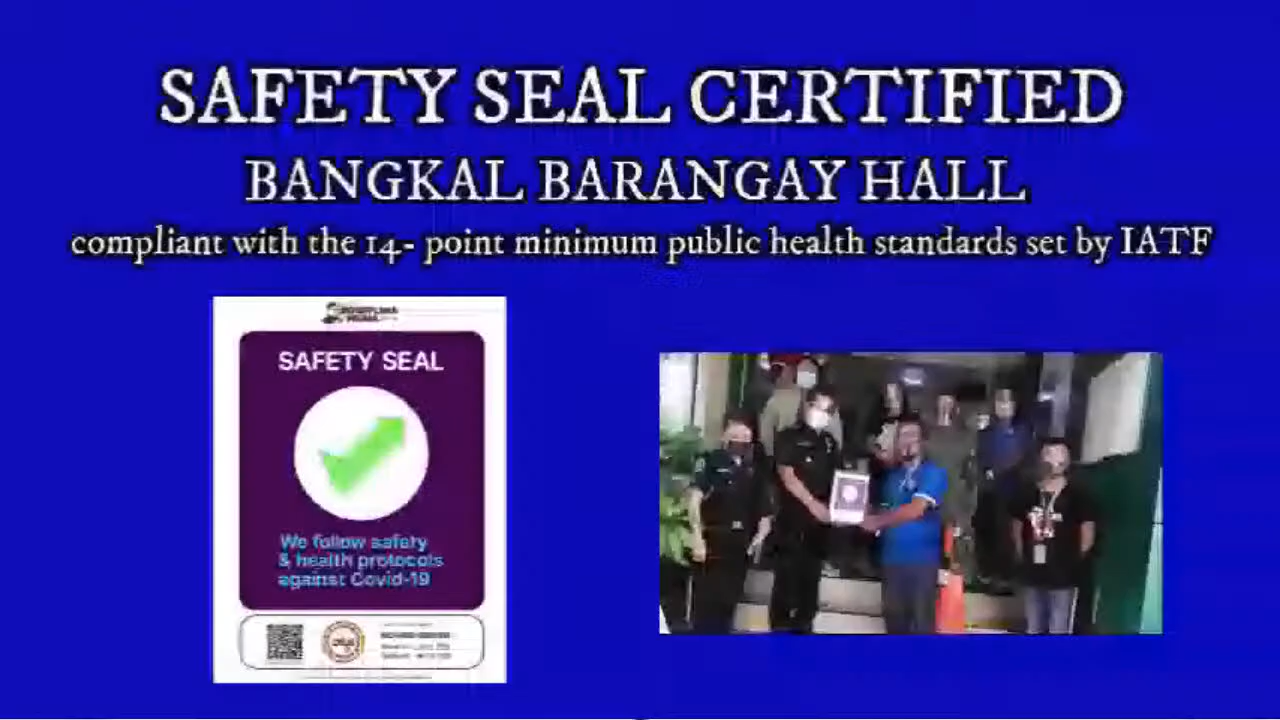 SAFETY SEAL CERTIFIED
BANGKAL BARANGAY HALL
compliant with the 14- point minimum public health standards set by IATF
SAFETY SEAL
We follow safety
& health protocols
against Covid-19